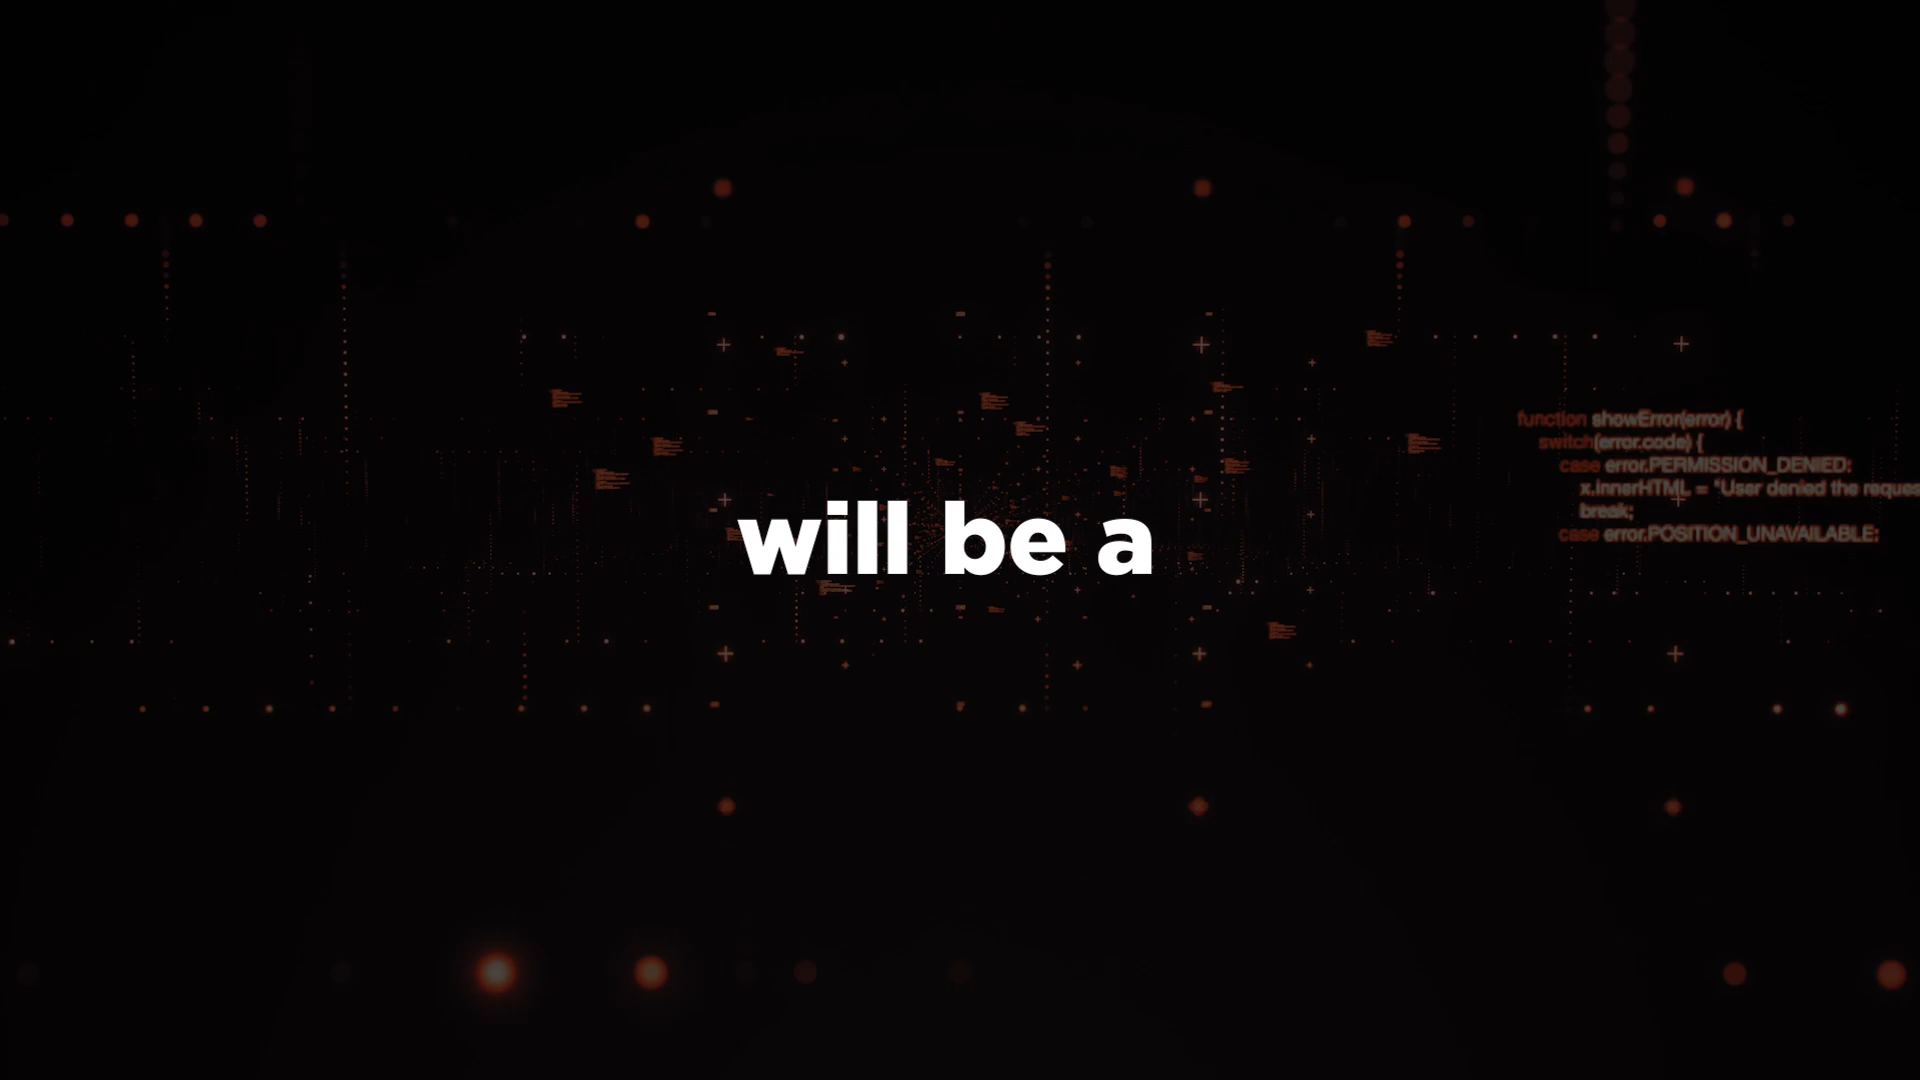 will be a
function showError(error) {
switch(error.code) {
case error.PERMISSION_DENIED:
x.innerHTML = "User denied the reques
break;
case error.POSITION_UNAVAILABLE: